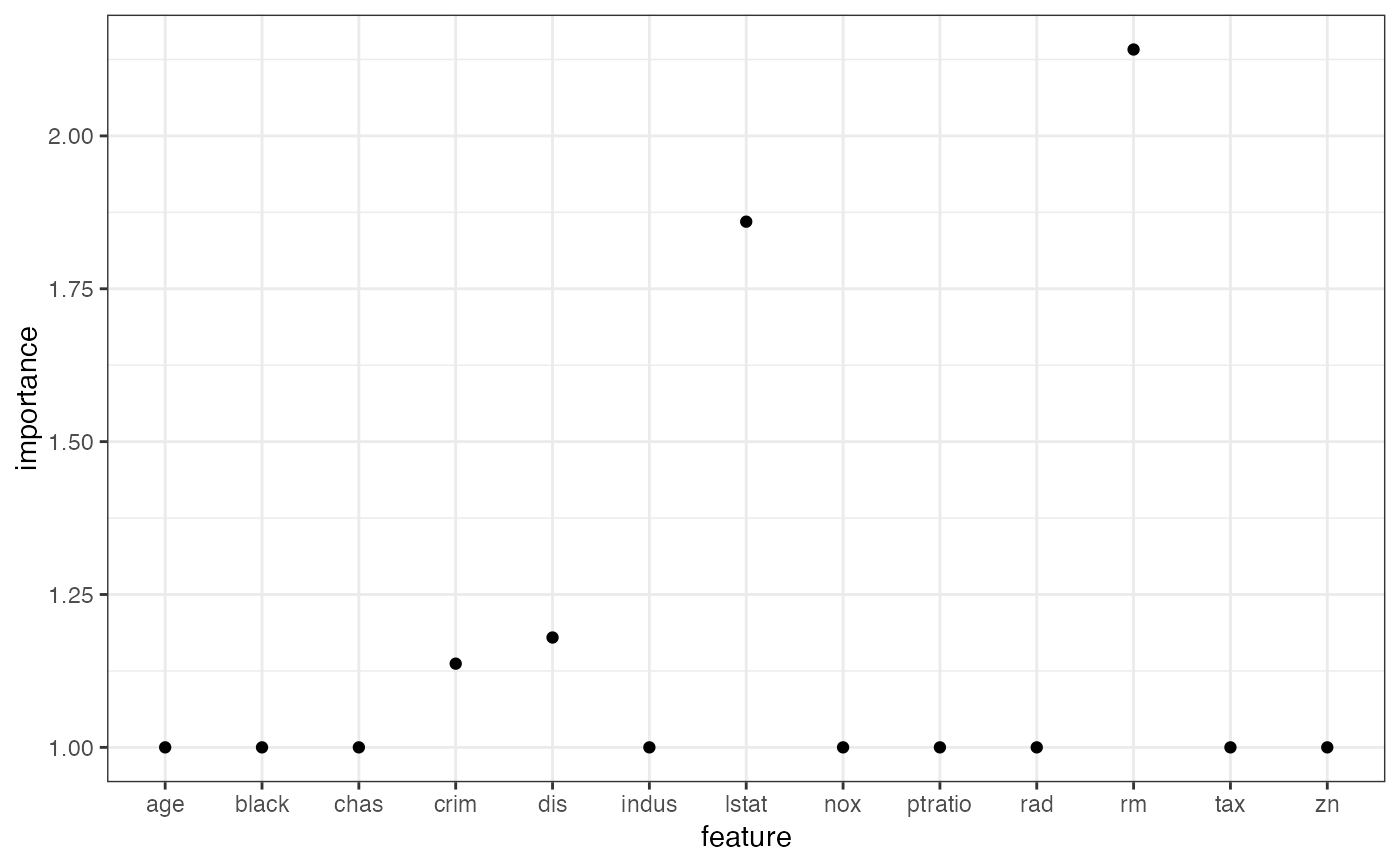 importance
2.00
1.75
1.50
1.25
1.00
age black chas crim dis indus lstat nox ptratio rad rm tax zn
feature